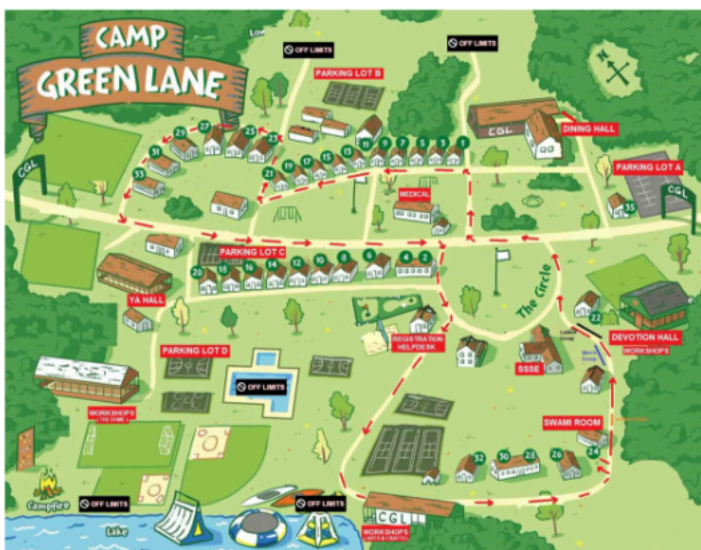 CAMP
GREEN LANE
Low
OFF LIMITS
OFF LIMITS
PARKING LOT B
N
CGL
DINING HALL
27
29
25
23
31
33
21
19
17
15
13
11
9
7
5
3
1
PARKING LOT A
CGL
CGL
35
MEDICAL
PARKING LOT C
20
18
16
14
12
10
8
6
4
2
YA HALL
The Circle
22
DEVOTION HALL
WORKSHOPS
REGISTRATION
HELPDESK
SSSE
PARKING LOT D
OFF LIMITS
WORKSHOPS
SWAMI ROOM
32
30
28
26
24
Campfire
OFF LIMITS
OFF LIMITS
Lake
CGL
WORKSHOPS
(ARTS & CRAFTS)